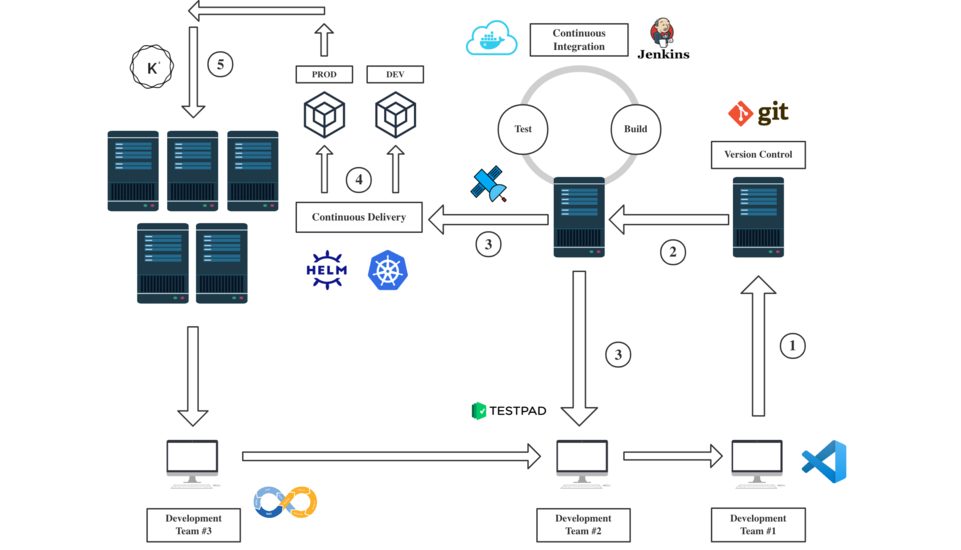 Continuous
Integration
Jenkins
K
5
PROD
DEV
Test
Build
git
Version Control
4
Continuous Delivery
3
2
HELM
3
1
TESTPAD
Development
Team #3
Development
Team #2
Development
Team #1